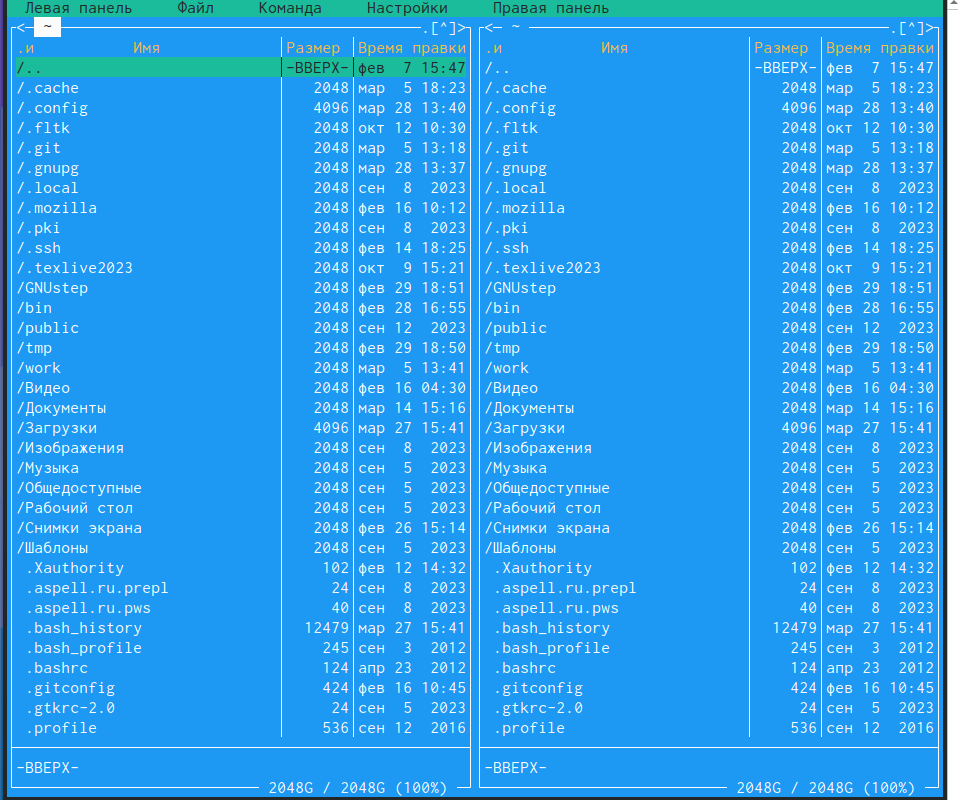 Левая панель Файл Команда Настройки Правая панель
<─ ~ .[^]> <─ ~ .[^]>
.и Имя Размер Время правки .и Имя Размер Время правки
/.. -ВВЕРХ- фев 7 15:47 /.. -ВВЕРХ- фев 7 15:47
/.cache 2048 мар 5 18:23 /.cache 2048 мар 5 18:23
/.config 4096 мар 28 13:40 /.config 4096 мар 28 13:40
/.fltk 2048 окт 12 10:30 /.fltk 2048 окт 12 10:30
/.git 2048 мар 5 13:18 /.git 2048 мар 5 13:18
/.gnupg 2048 мар 28 13:37 /.gnupg 2048 мар 28 13:37
/.local 2048 сен 8 2023 /.local 2048 сен 8 2023
/.mozilla 2048 фев 16 10:12 /.mozilla 2048 фев 16 10:12
/.pki 2048 сен 8 2023 /.pki 2048 сен 8 2023
/.ssh 2048 фев 14 18:25 /.ssh 2048 фев 14 18:25
/.texlive2023 2048 окт 9 15:21 /.texlive2023 2048 окт 9 15:21
/GNUstep 2048 фев 29 18:51 /GNUstep 2048 фев 29 18:51
/bin 2048 фев 28 16:55 /bin 2048 фев 28 16:55
/public 2048 сен 12 2023 /public 2048 сен 12 2023
/tmp 2048 фев 29 18:50 /tmp 2048 фев 29 18:50
/work 2048 мар 5 13:41 /work 2048 мар 5 13:41
/Видео 2048 фев 16 04:30 /Видео 2048 фев 16 04:30
/Документы 2048 мар 14 15:16 /Документы 2048 мар 14 15:16
/Загрузки 4096 мар 27 15:41 /Загрузки 4096 мар 27 15:41
/Изображения 2048 сен 8 2023 /Изображения 2048 сен 8 2023
/Музыка 2048 сен 5 2023 /Музыка 2048 сен 5 2023
/Общедоступные 2048 сен 5 2023 /Общедоступные 2048 сен 5 2023
/Рабочий стол 2048 сен 5 2023 /Рабочий стол 2048 сен 5 2023
/Снимки экрана 2048 фев 26 15:14 /Снимки экрана 2048 фев 26 15:14
/Шаблоны 2048 сен 5 2023 /Шаблоны 2048 сен 5 2023
.Xauthority 102 фев 12 14:32 .Xauthority 102 фев 12 14:32
.aspell.ru.prepl 24 сен 8 2023 .aspell.ru.prepl 24 сен 8 2023
.aspell.ru.pws 40 сен 8 2023 .aspell.ru.pws 40 сен 8 2023
.bash_history 12479 мар 27 15:41 .bash_history 12479 мар 27 15:41
.bash_profile 245 сен 3 2012 .bash_profile 245 сен 3 2012
.bashrc 124 апр 23 2012 .bashrc 124 апр 23 2012
.gitconfig 424 фев 16 10:45 .gitconfig 424 фев 16 10:45
.gtkrc-2.0 24 сен 5 2023 .gtkrc-2.0 24 сен 5 2023
.profile 536 сен 12 2016 .profile 536 сен 12 2016
-ВВЕРХ- -ВВЕРХ-
2048G / 2048G (100%) 2048G / 2048G (100%)